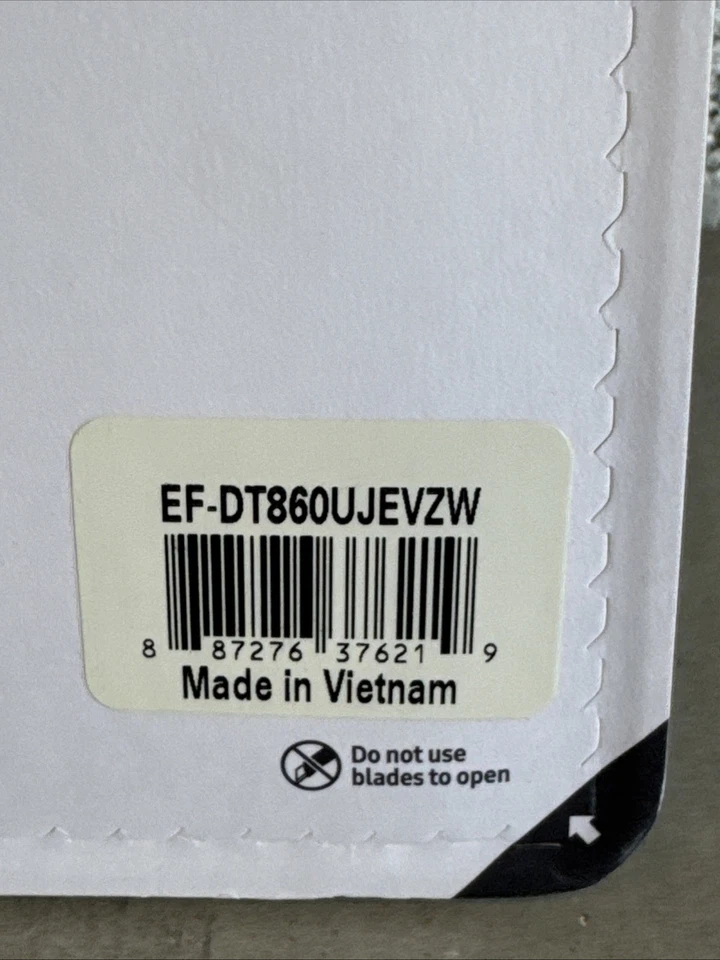 EF-DT860UJEVZW
8 87276 37621 9
Made in Vietnam
Do not use
blades to open